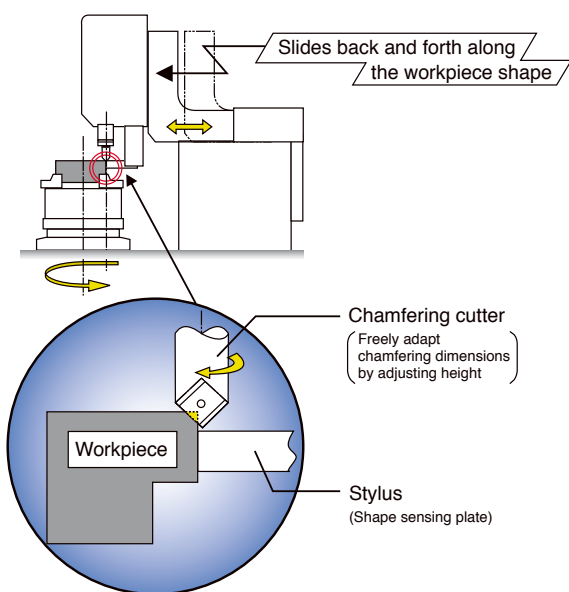 Slides back and forth along
the workpiece shape
Chamfering cutter
Freely adapt
chamfering dimensions
by adjusting height
Workpiece
Stylus
(Shape sensing plate)